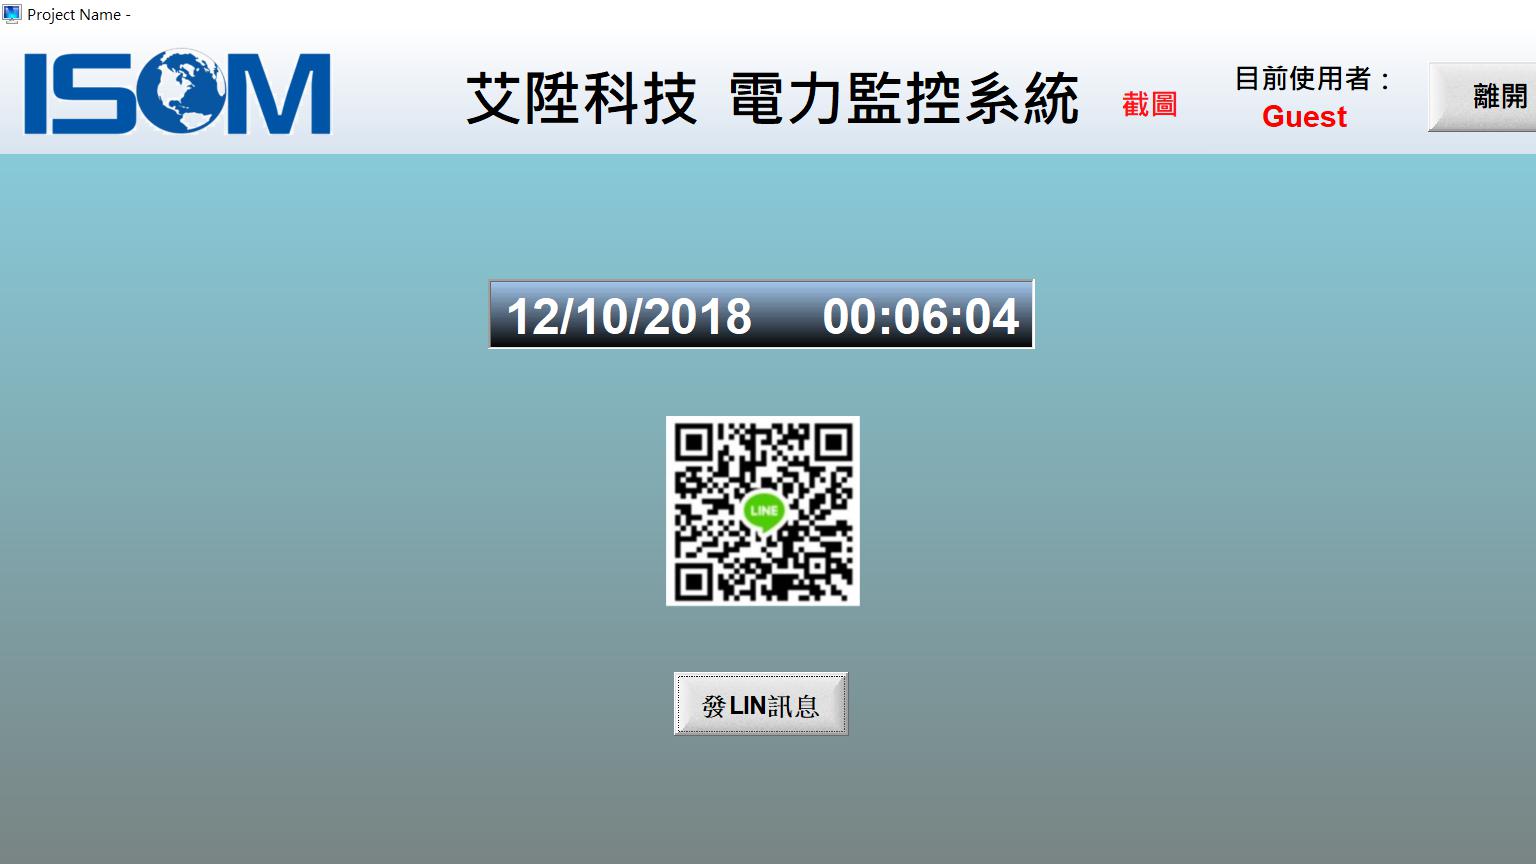 Project Name -
ISOM
艾陞科技 電力監控系統
截圖
目前使用者：
Guest
離開
12/10/2018 00:06:04
LINE
發LIN訊息